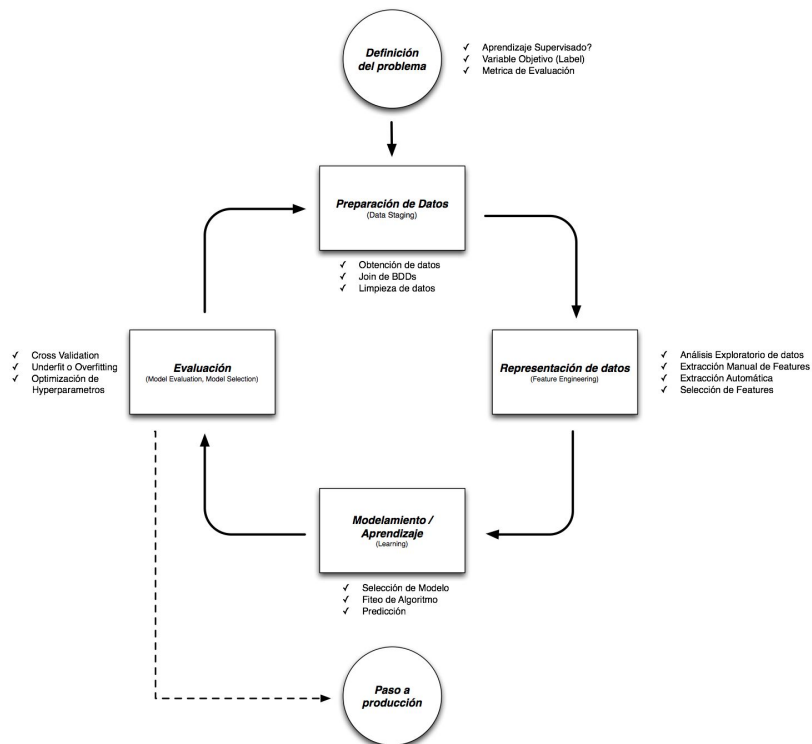 Definición
del problema
✓ Aprendizaje Supervisado?
✓ Variable Objetivo (Label)
✓ Metrica de Evaluación
Preparación de Datos
(Data Staging)
✓ Obtención de datos
✓ Join de BDDs
✓ Limpieza de datos
Representación de datos
(Feature Engineering)
✓ Análisis Exploratorio de datos
✓ Extracción Manual de Features
✓ Extracción Automática
✓ Selección de Features
Modelamiento /
Aprendizaje
(Learning)
✓ Selección de Modelo
✓ Fiteo de Algoritmo
✓ Predicción
Evaluación
(Model Evaluation, Model Selection)
✓ Cross Validation
✓ Underfit o Overfitting
✓ Optimización de
Hyperparametros
Paso a
producción